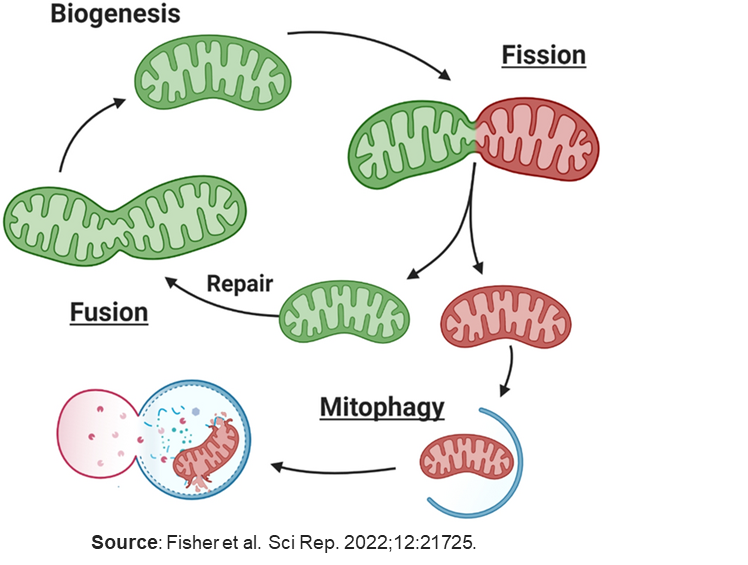 Biogenesis
Fission
Repair
Fusion
Mitophagy
Source: Fisher et al. Sci Rep. 2022;12:21725.